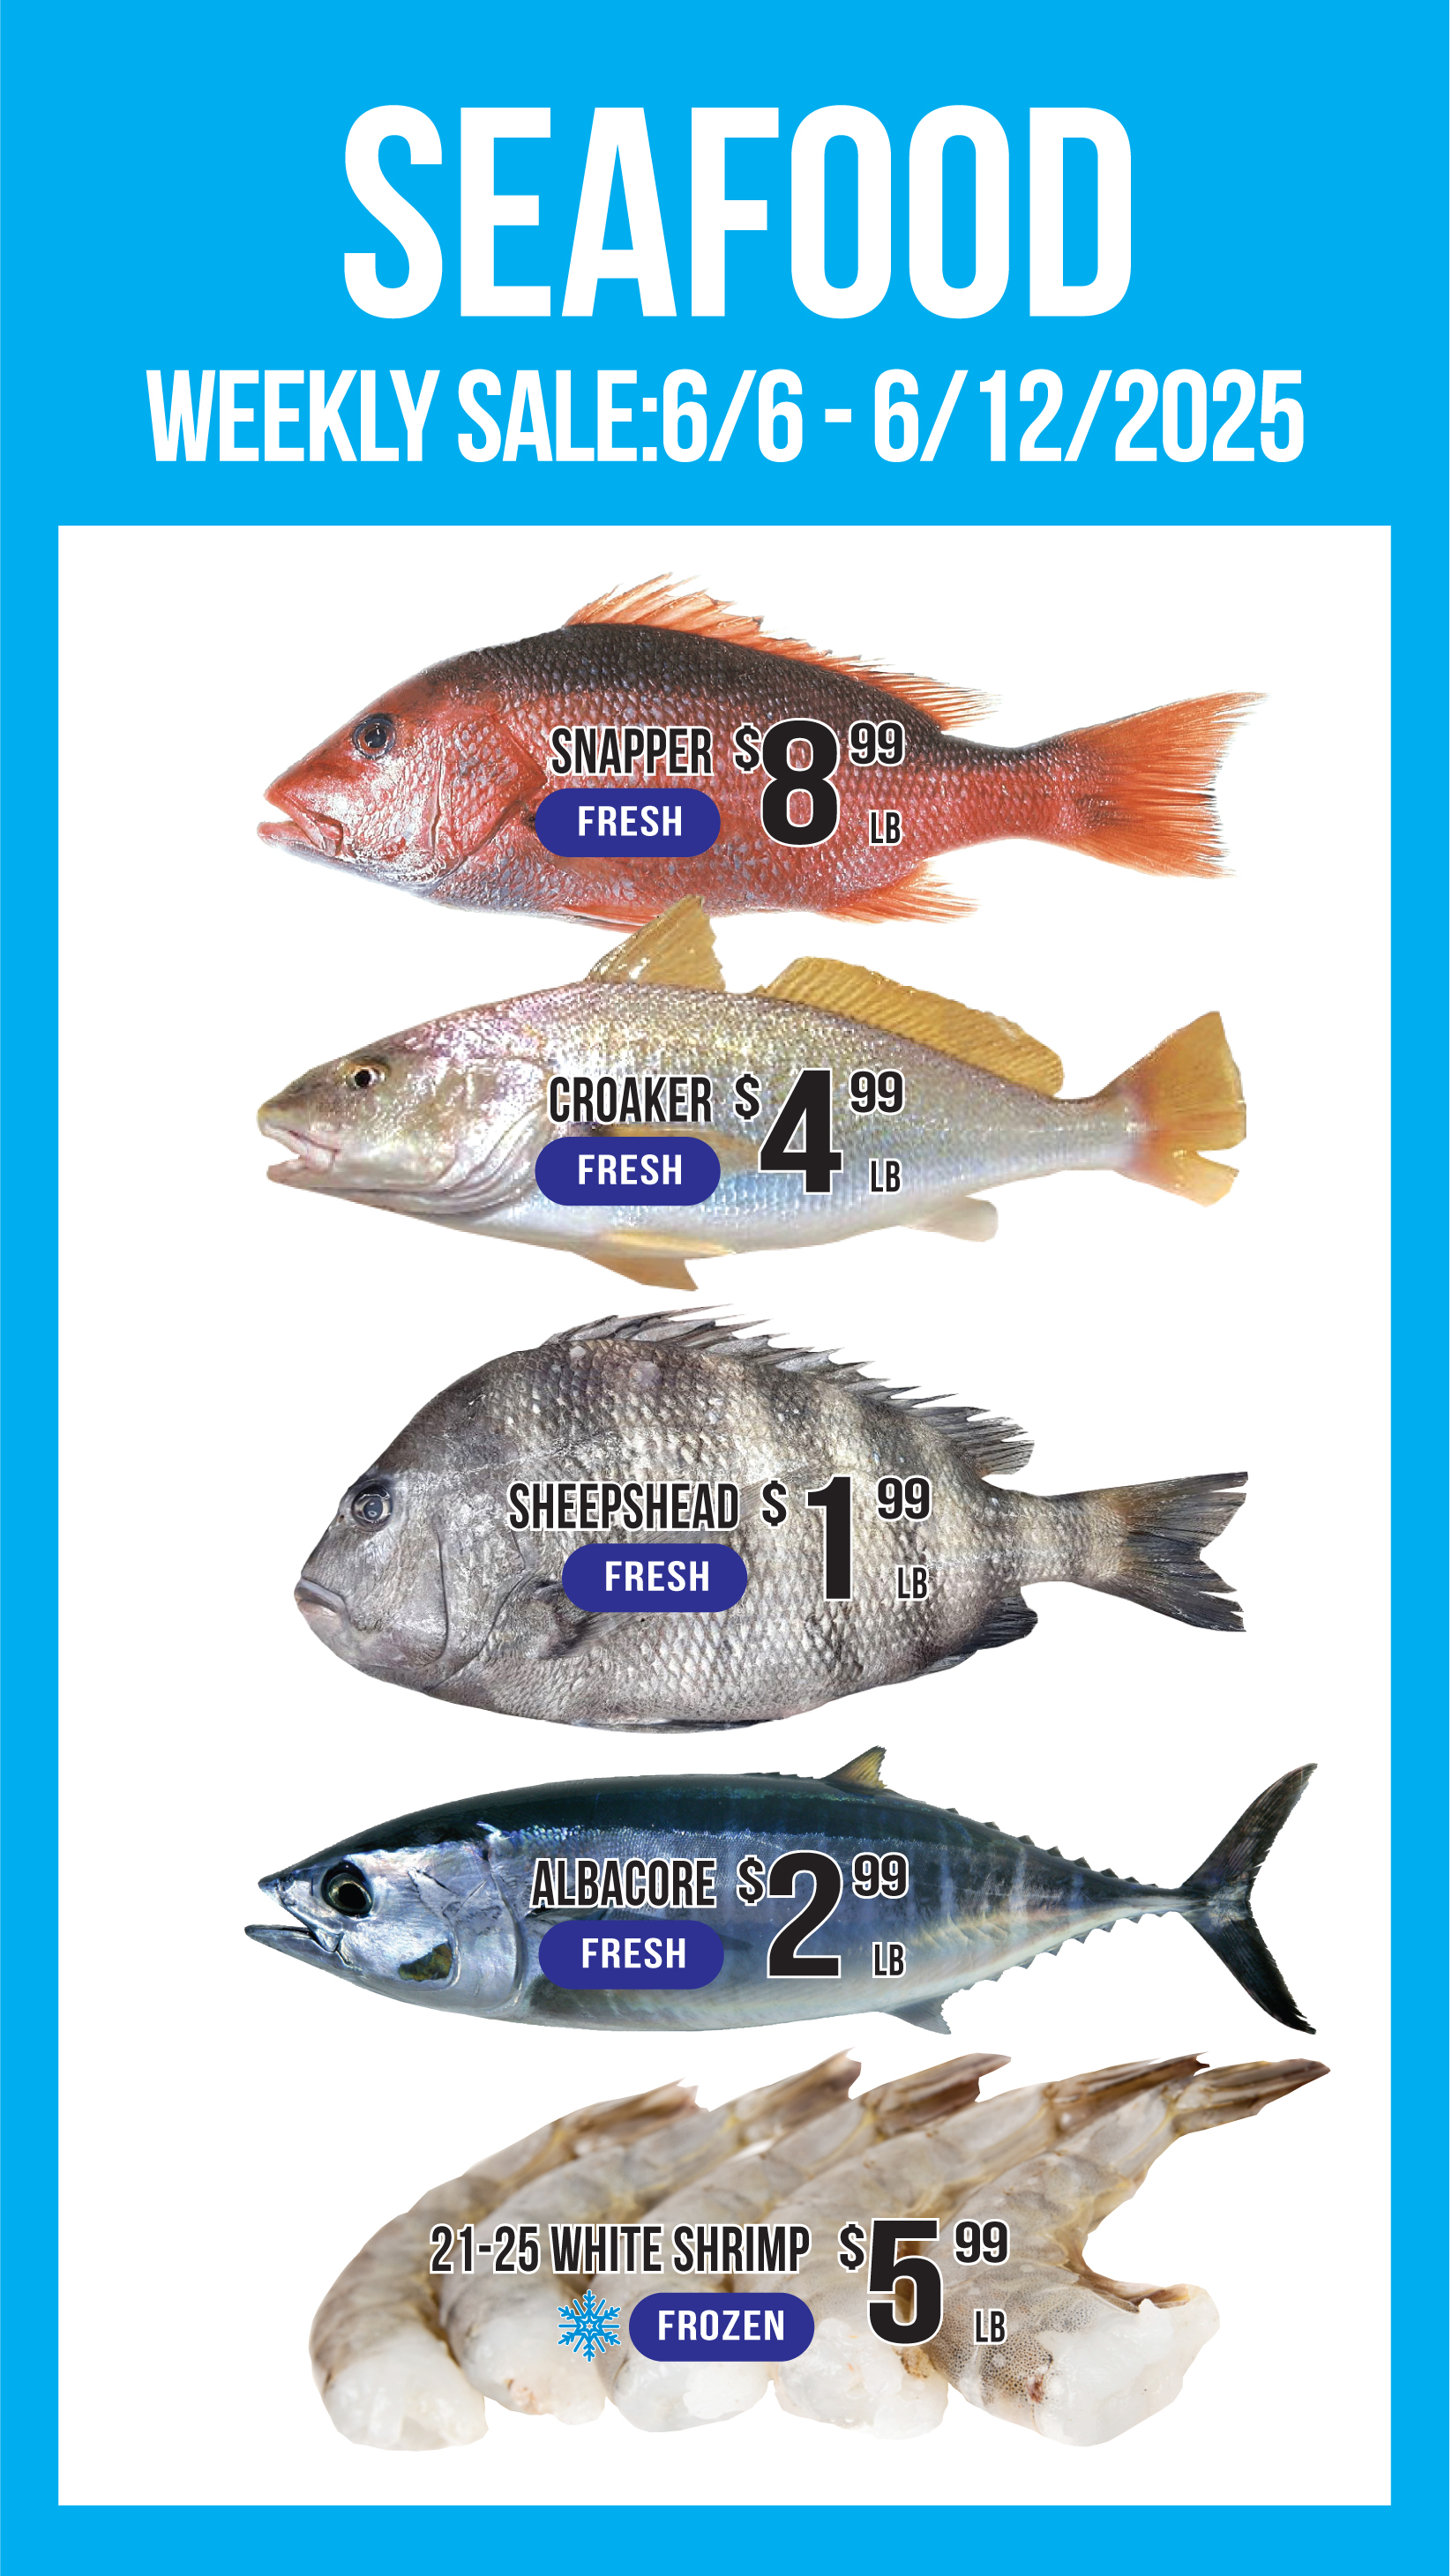 SEAFOOD
WEEKLY SALE:6/6 - 6/12/2025
SNAPPER $8 99
FRESH LB
CROAKER $4 99
FRESH LB
SHEEPSHEAD $1 99
FRESH LB
ALBACORE $2 99
FRESH LB
21-25 WHITE SHRIMP $5 99
FROZEN LB